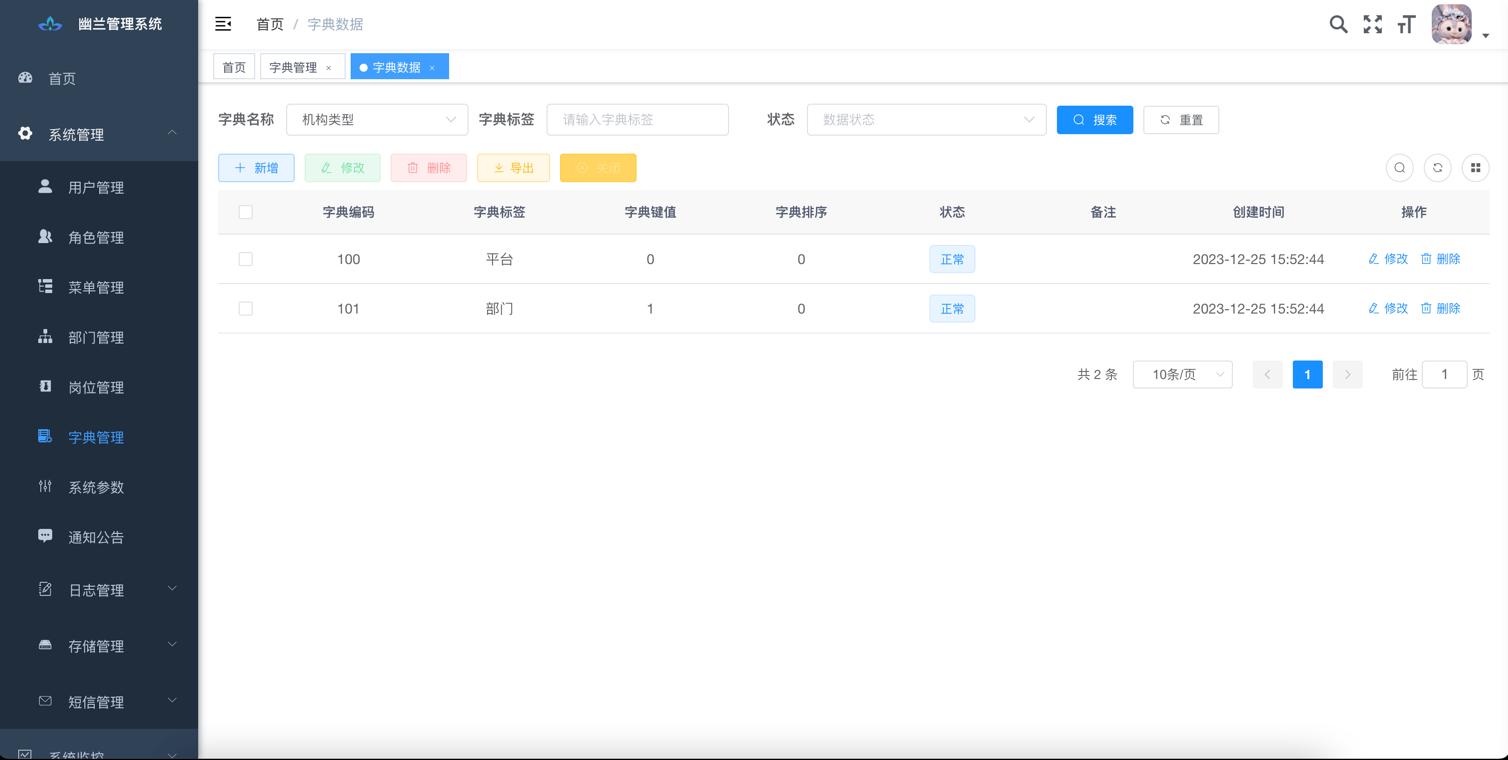 幽兰管理系统
首页 / 字典数据
首页
系统管理
用户管理
角色管理
菜单管理
部门管理
岗位管理
字典管理
系统参数
通知公告
日志管理
存储管理
短信管理
系统监控
首页 字典管理 × 字典数据 ×
字典名称 机构类型 字典标签 请输入字典标签 状态 数据状态 搜索 重置
新增 修改 删除 导出 关闭
字典编码 字典标签 字典键值 字典排序 状态 备注 创建时间 操作
100 平台 0 0 正常 2023-12-25 15:52:44 修改 删除
101 部门 1 0 正常 2023-12-25 15:52:44 修改 删除
共 2 条 10条/页 1 前往 1 页